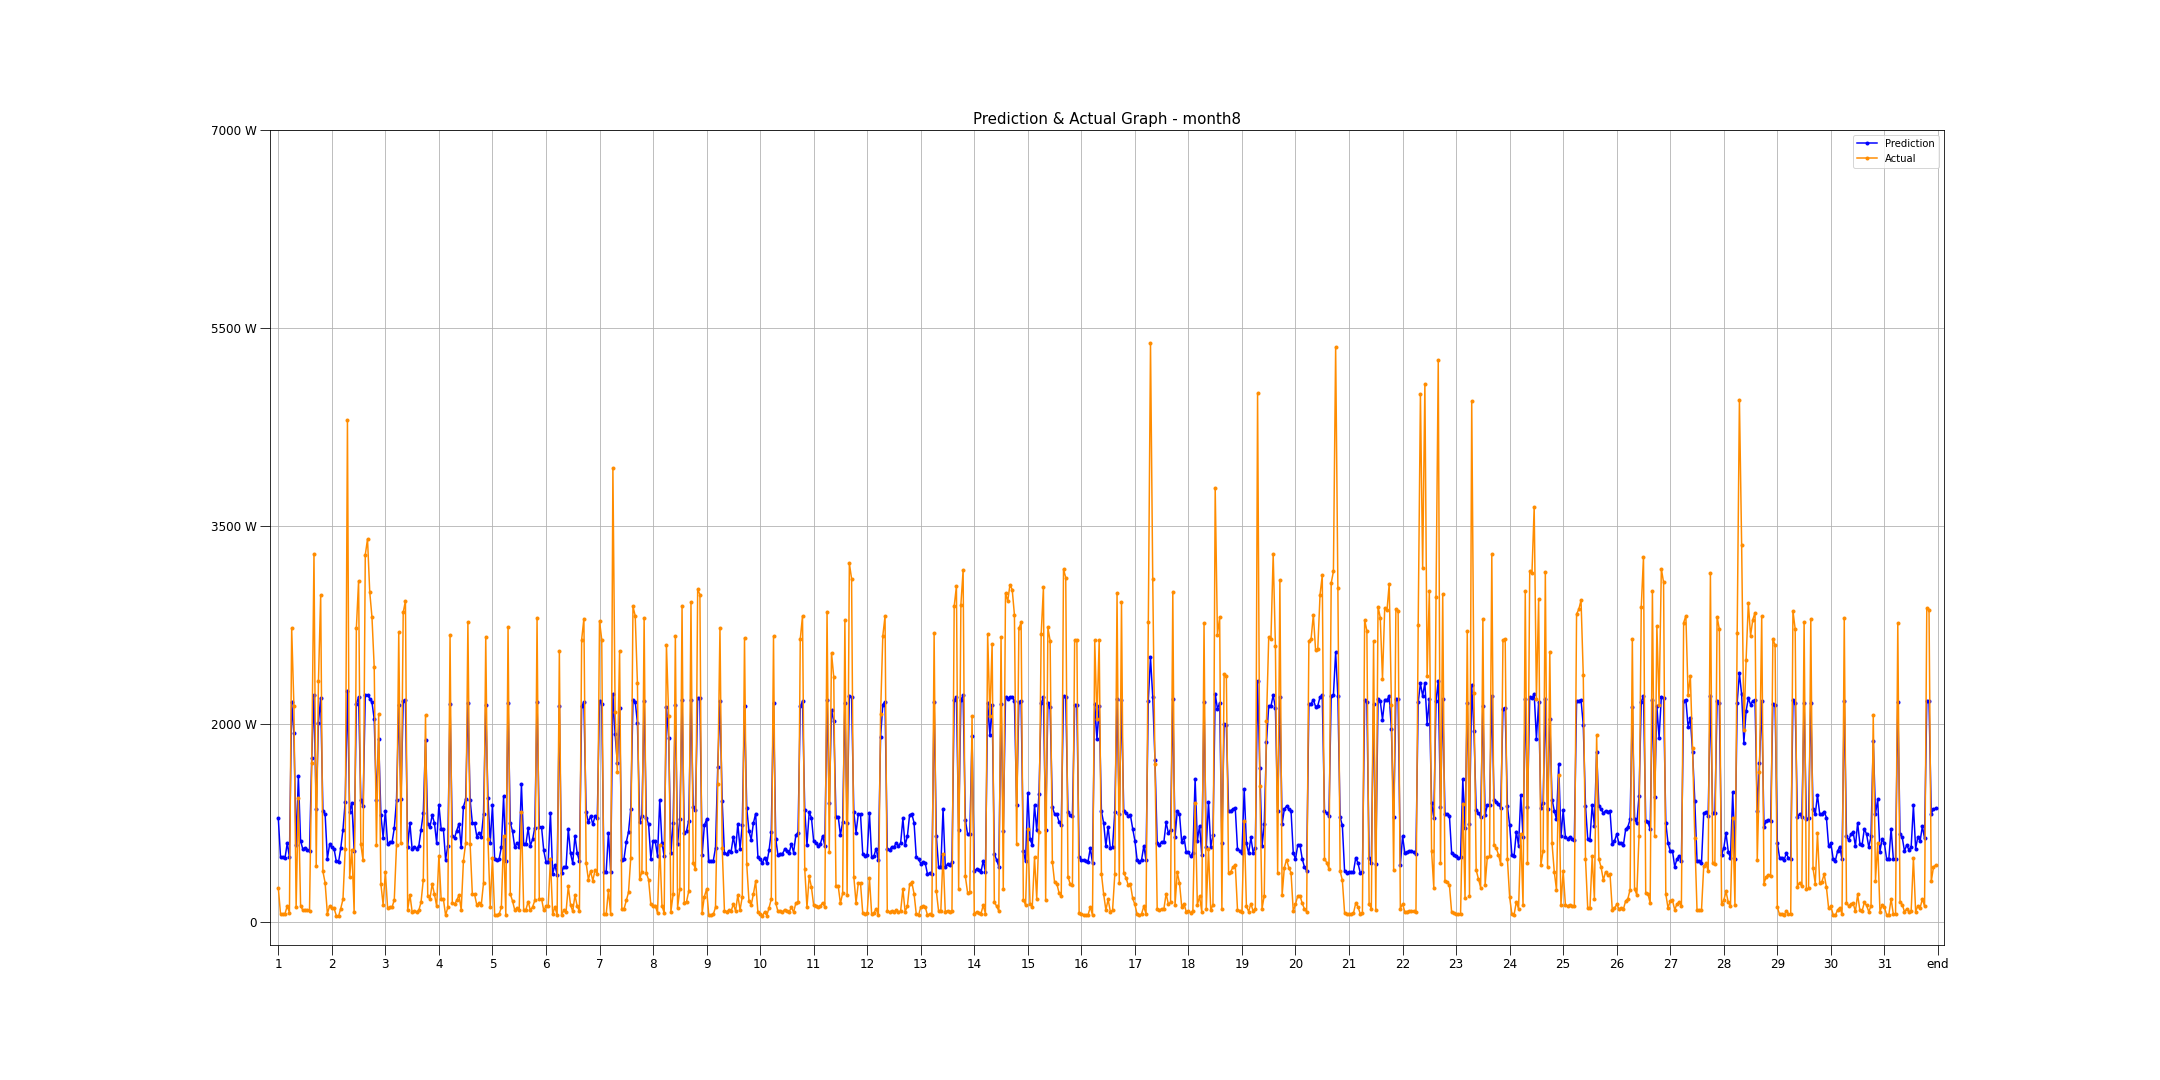 Prediction & Actual Graph - month8
7000 W
Prediction
Actual
5500 W
3500 W
2000 W
0
1 2 3 4 5 6 7 8 9 10 11 12 13 14 15 16 17 18 19 20 21 22 23 24 25 26 27 28 29 30 31 end